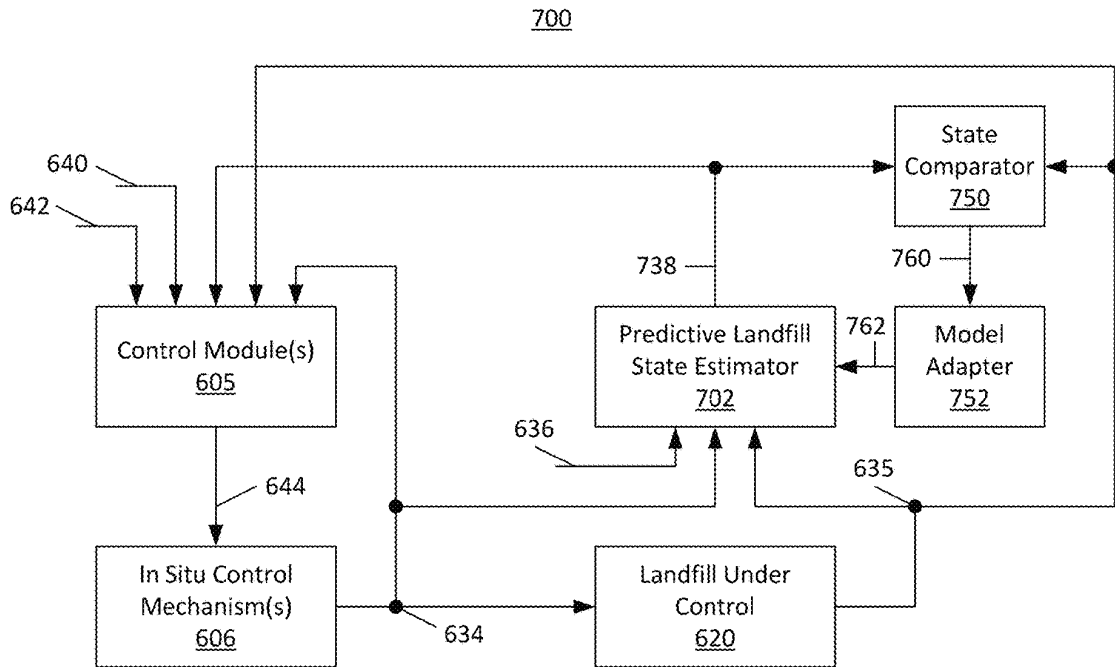 700
State
Comparator
750
640
642
738
760
762
Control Module(s)
605
Predictive Landfill
State Estimator
702
Model
Adapter
752
636
635
644
In Situ Control
Mechanism(s)
606
634
Landfill Under
Control
620